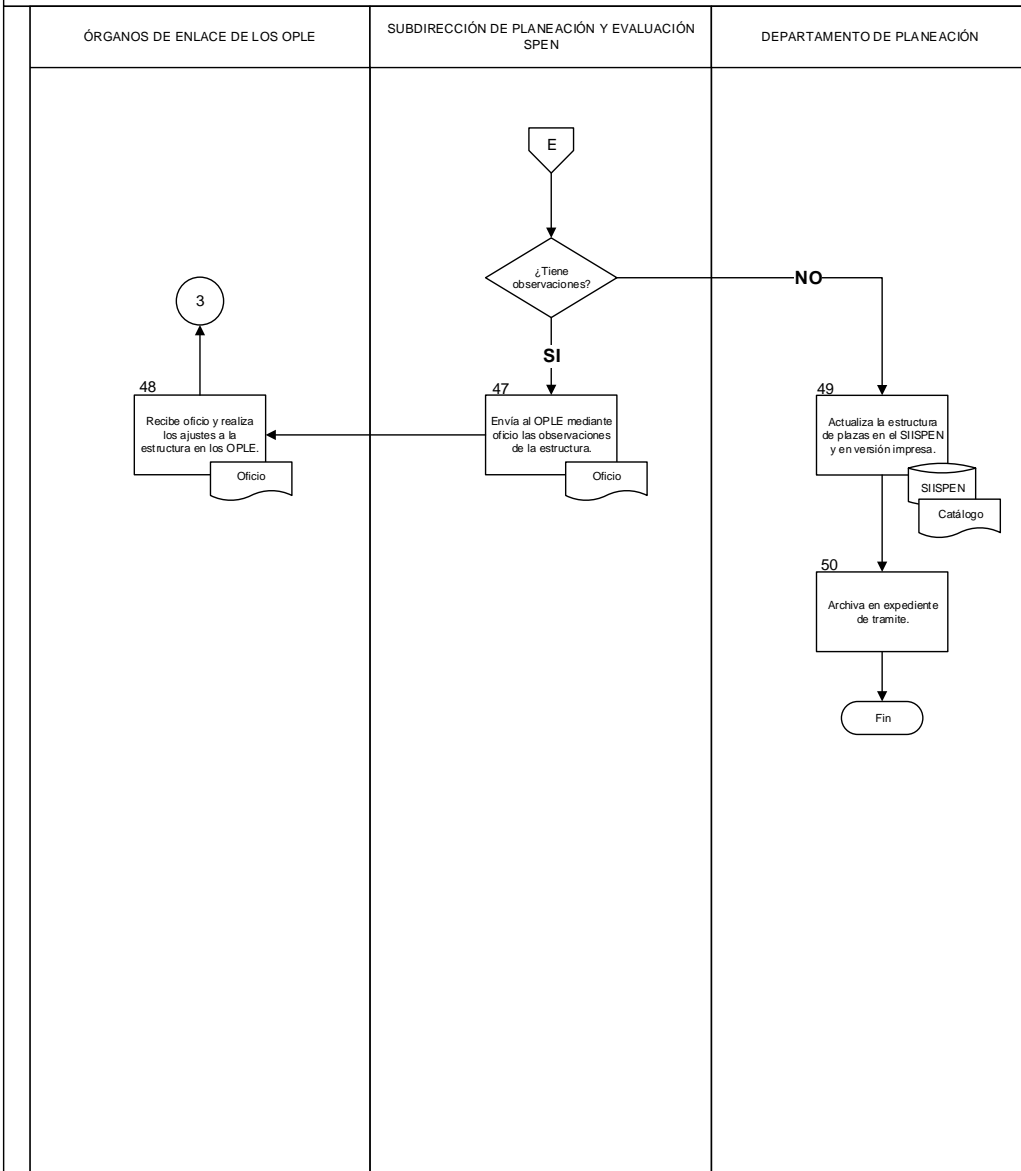 ÓRGANOS DE ENLACE DE LOS OPLE
SUBDIRECCIÓN DE PLANEACIÓN Y EVALUACIÓN
SPEN
DEPARTAMENTO DE PLANEACIÓN
E
¿Tiene
observaciones?
NO
SI
3
48
Recibe oficio y realiza
los ajustes a la
estructura en los OPLE.
Oficio
47
Envía al OPLE mediante
oficio las observaciones
de la estructura.
Oficio
49
Actualiza la estructura
de plazas en el SIISPEN
y en versión impresa.
SIISPEN
Catálogo
50
Archiva en expediente
de tramite.
Fin